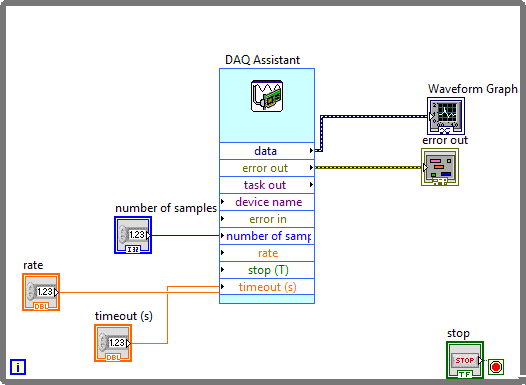 DAQ Assistant
data
error out
task out
device name
error in
number of samp
rate
stop (T)
timeout (s)
Waveform Graph
error out
number of samples
1.23
I32
rate
1.23
DBL
timeout (s)
1.23
DBL
stop
STOP
TF
i